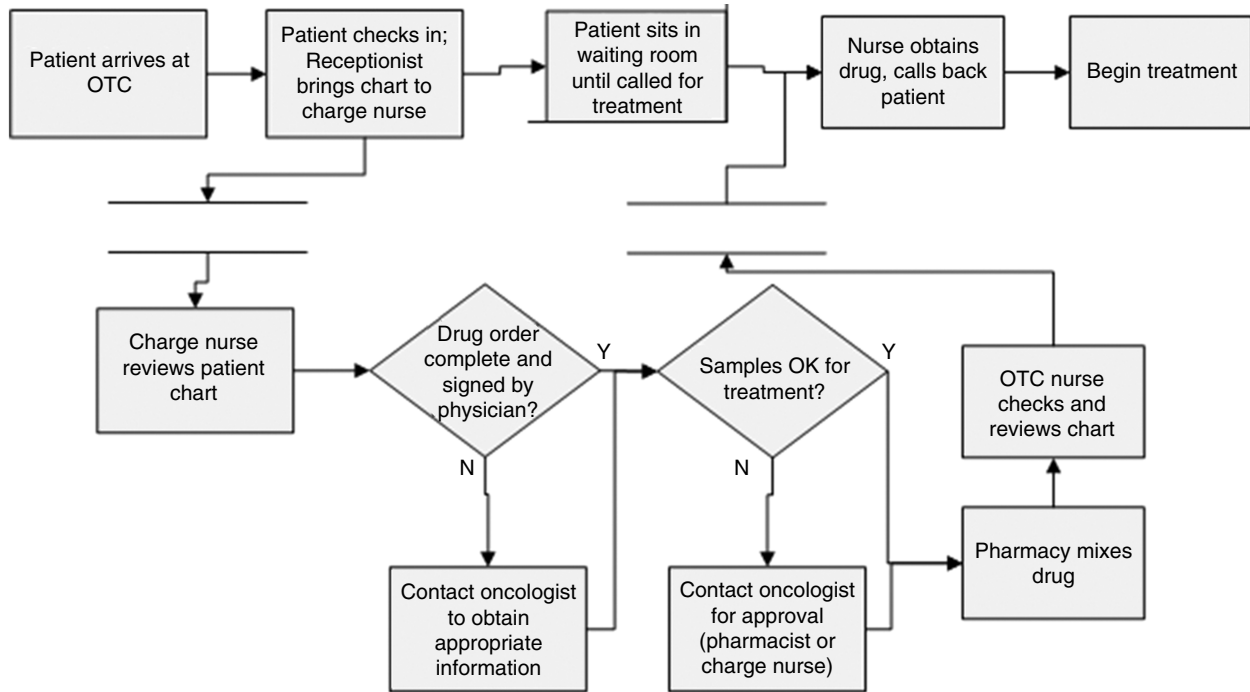 Patient arrives at
OTC
Patient checks in;
Receptionist
brings chart to
charge nurse
Patient sits in
waiting room
until called for
treatment
Nurse obtains
drug, calls back
patient
Begin treatment
Charge nurse
reviews patient
chart
Drug order
complete and
signed by
physician?
Y
N
Samples OK for
treatment?
Y
N
OTC nurse
checks and
reviews chart
Contact oncologist
to obtain
appropriate
information
Contact oncologist
for approval
(pharmacist or
charge nurse)
Pharmacy mixes
drug